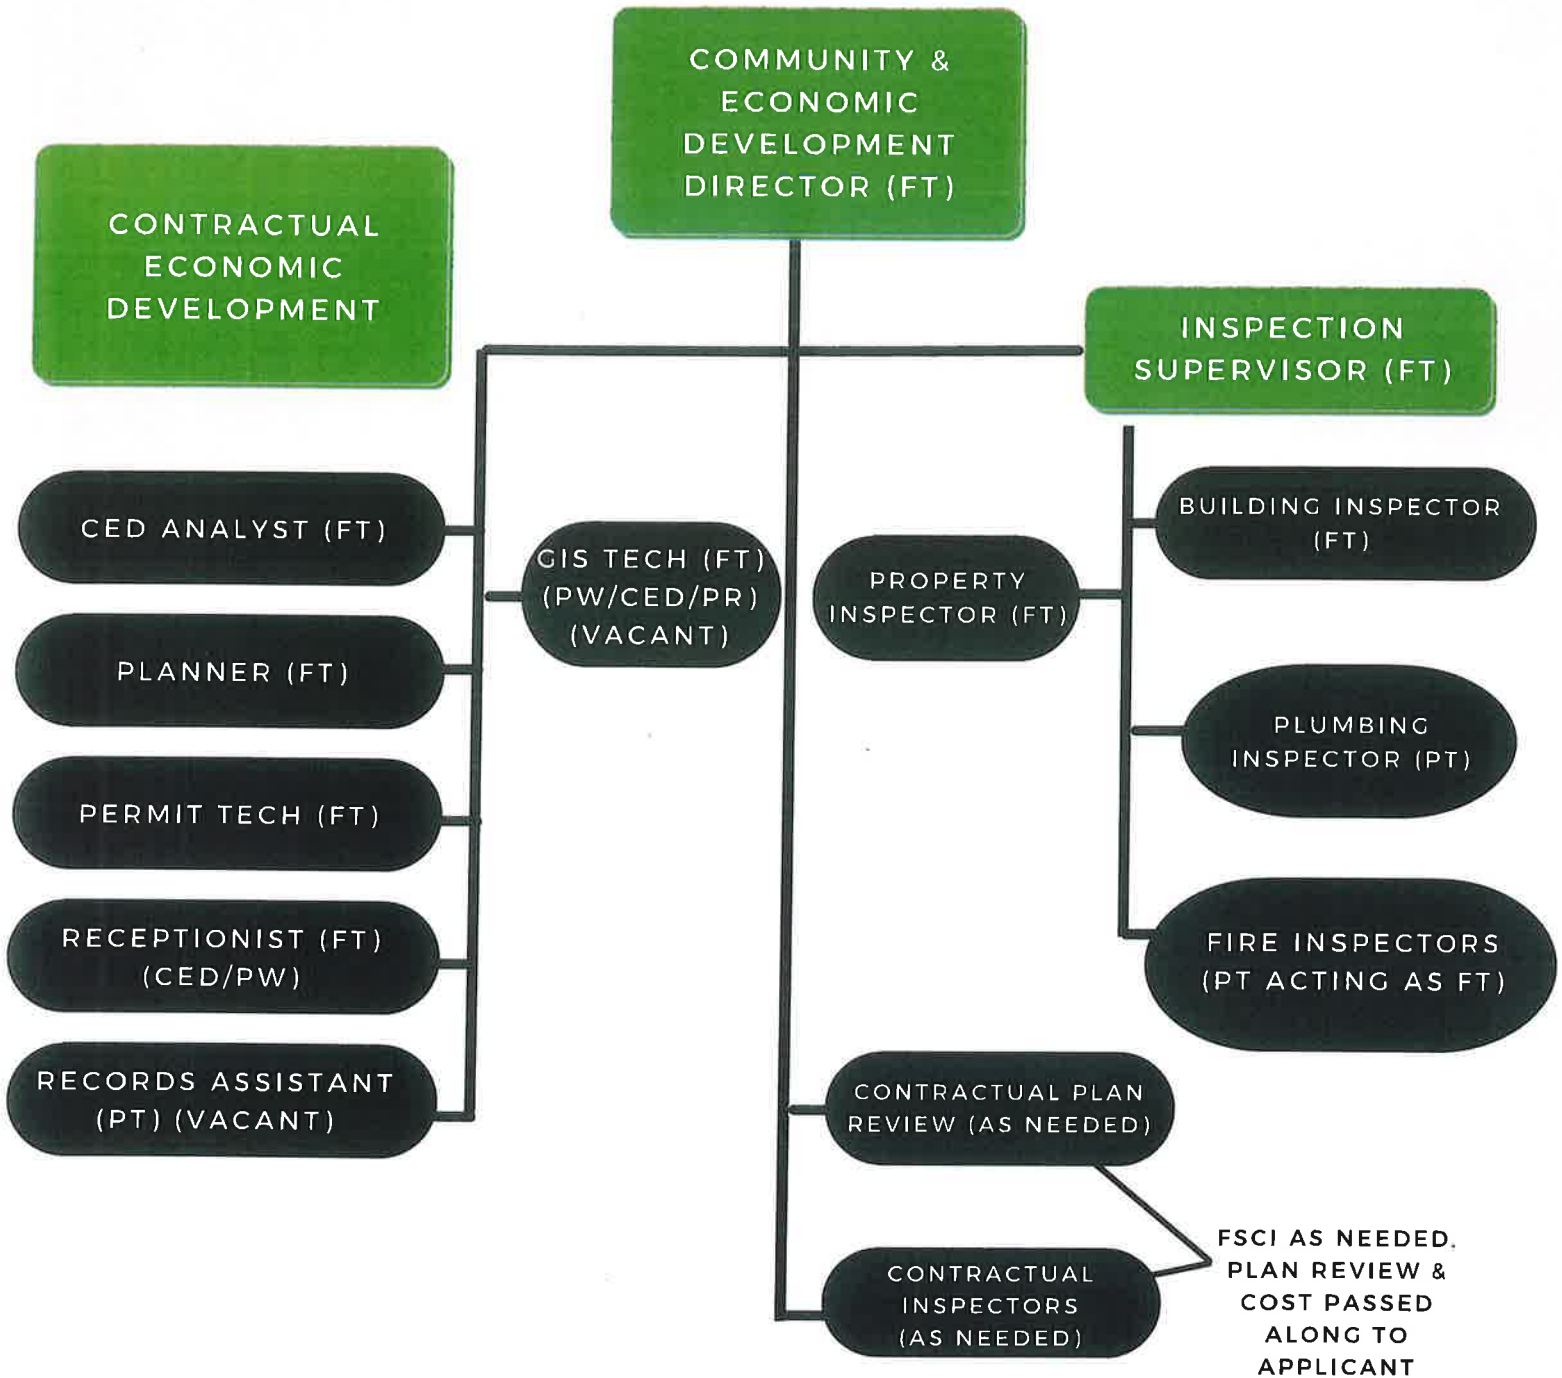 COMMUNITY &
ECONOMIC
DEVELOPMENT
DIRECTOR (FT)
CONTRACTUAL
ECONOMIC
DEVELOPMENT
INSPECTION
SUPERVISOR (FT)
CED ANALYST (FT)
PLANNER (FT)
PERMIT TECH (FT)
RECEPTIONIST (FT)
(CED/PW)
RECORDS ASSISTANT
(PT) (VACANT)
GIS TECH (FT)
(PW/CED/PR)
(VACANT)
PROPERTY
INSPECTOR (FT)
BUILDING INSPECTOR
(FT)
PLUMBING
INSPECTOR (PT)
FIRE INSPECTORS
(PT ACTING AS FT)
CONTRACTUAL PLAN
REVIEW (AS NEEDED)
CONTRACTUAL
INSPECTORS
(AS NEEDED)
FSCI AS NEEDED.
PLAN REVIEW &
COST PASSED
ALONG TO
APPLICANT